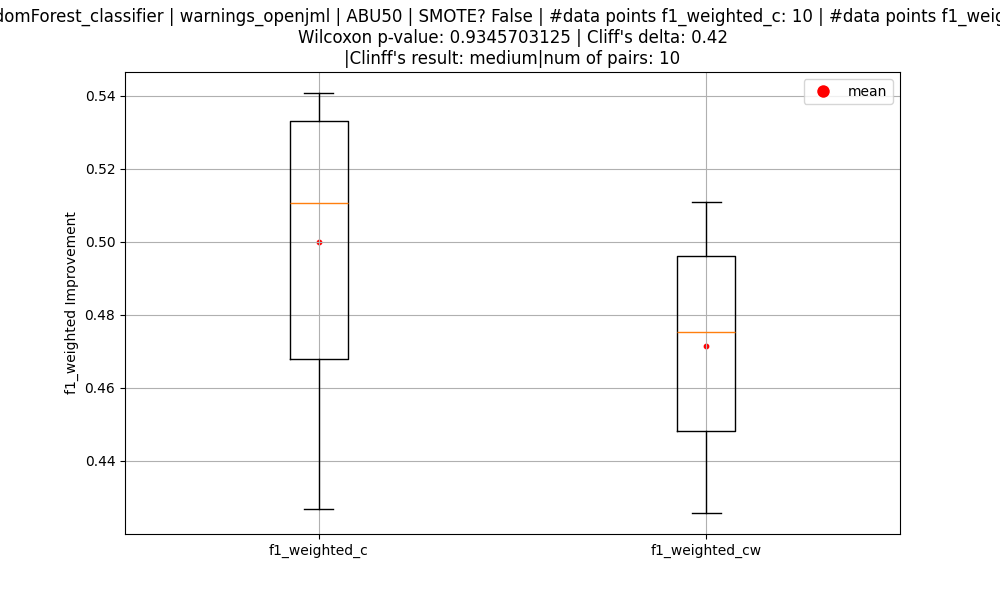 domForest_classifier | warnings_openjml | ABU50 | SMOTE? False | #data points f1_weighted_c: 10 | #data points
Wilcoxon p-value: 0.9345703125 | Cliff's delta: 0.42
|Clinff's result: medium|num of pairs: 10
mean
0.54
0.52
0.50
0.48
0.46
0.44
f1_weighted Improvement
f1_weighted_c
f1_weighted_cw